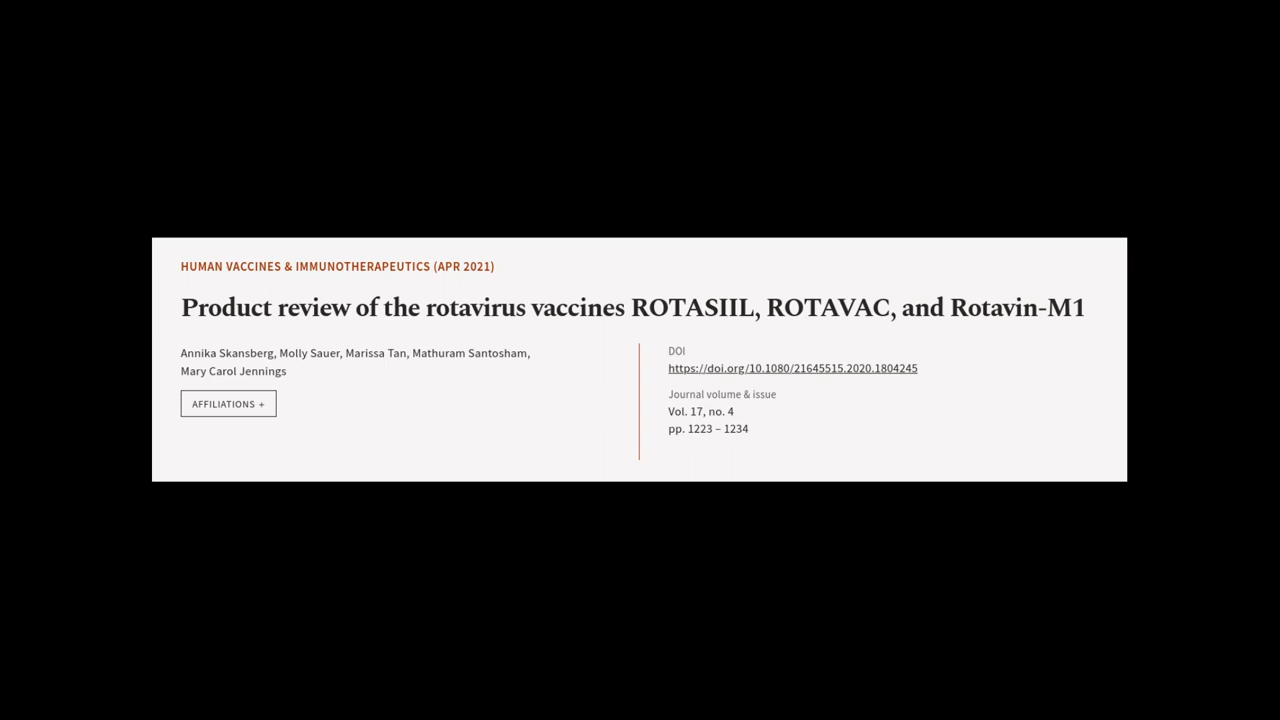 HUMAN VACCINES & IMMUNOTHERAPEUTICS (APR 2021)
Product review of the rotavirus vaccines ROTASIIL, ROTAVAC, and Rotavin-M1
Annika Skansberg, Molly Sauer, Marissa Tan, Mathuram Santosham,
Mary Carol Jennings
AFFILIATIONS +
DOI
https://doi.org/10.1080/21645515.2020.1804245
Journal volume & issue
Vol. 17, no. 4
pp. 1223 – 1234